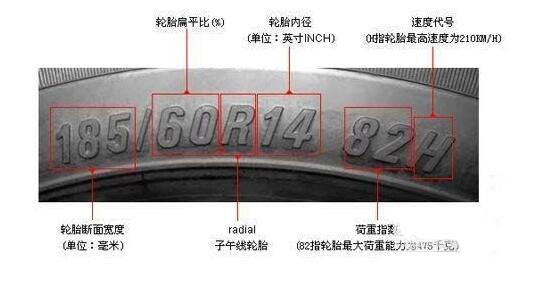 轮胎扁平比(%)
轮胎内径
(单位：英寸INCH)
速度代号
(H指轮胎最高速度为210KM/H)
185/60R14 82H
轮胎断面宽度
(单位：毫米)
radial
子午线轮胎
荷重指数
(82指轮胎最大荷重能力为475千克)